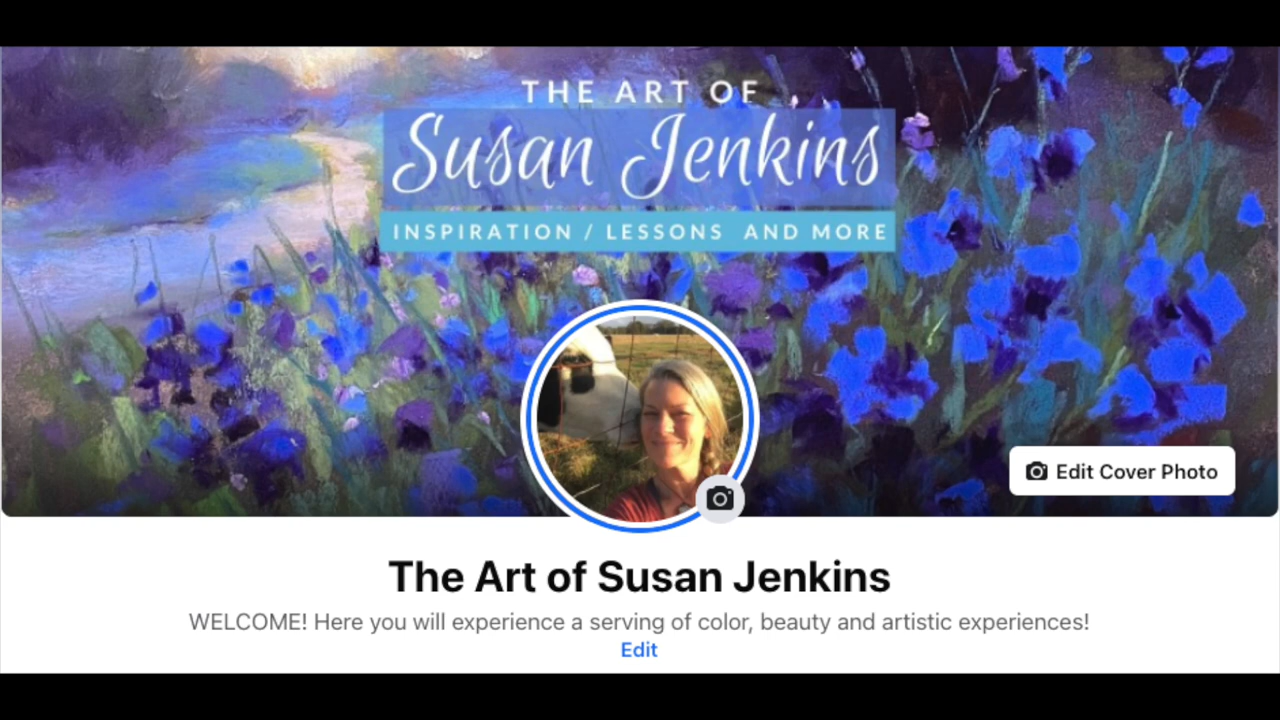 THE ART OF
Susan Jenkins
INSPIRATION / LESSONS AND MORE
Edit Cover Photo
The Art of Susan Jenkins
WELCOME! Here you will experience a serving of color, beauty and artistic experiences!
Edit